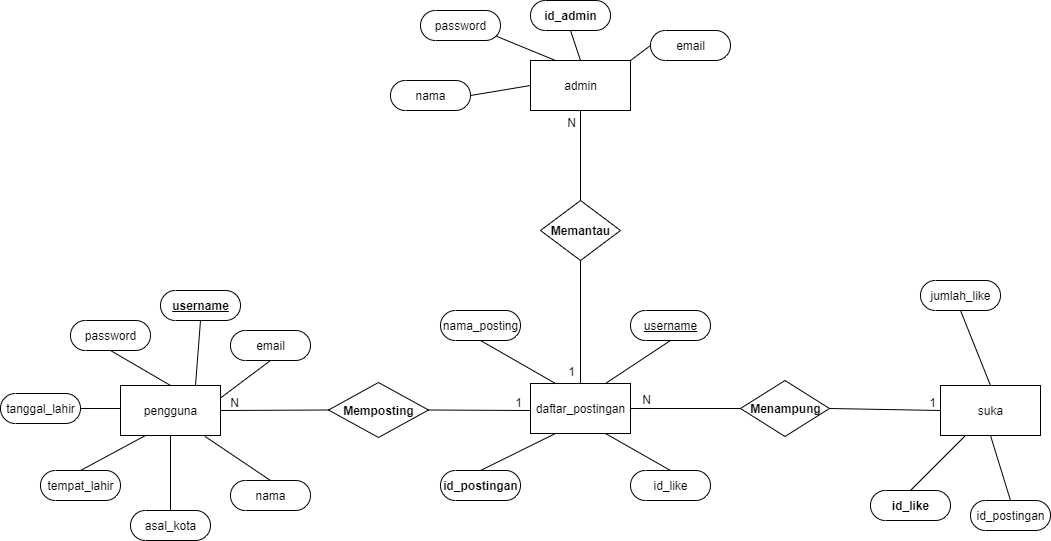 id_admin
password
email
admin
nama
N
Memantau
username
jumlah_like
password
email
nama_posting
username
1
tanggal_lahir
pengguna
N
Memposting
1
daftar_postingan
N
Menampung
1
suka
tempat_lahir
nama
asal_kota
id_postingan
id_like
id_like
id_postingan